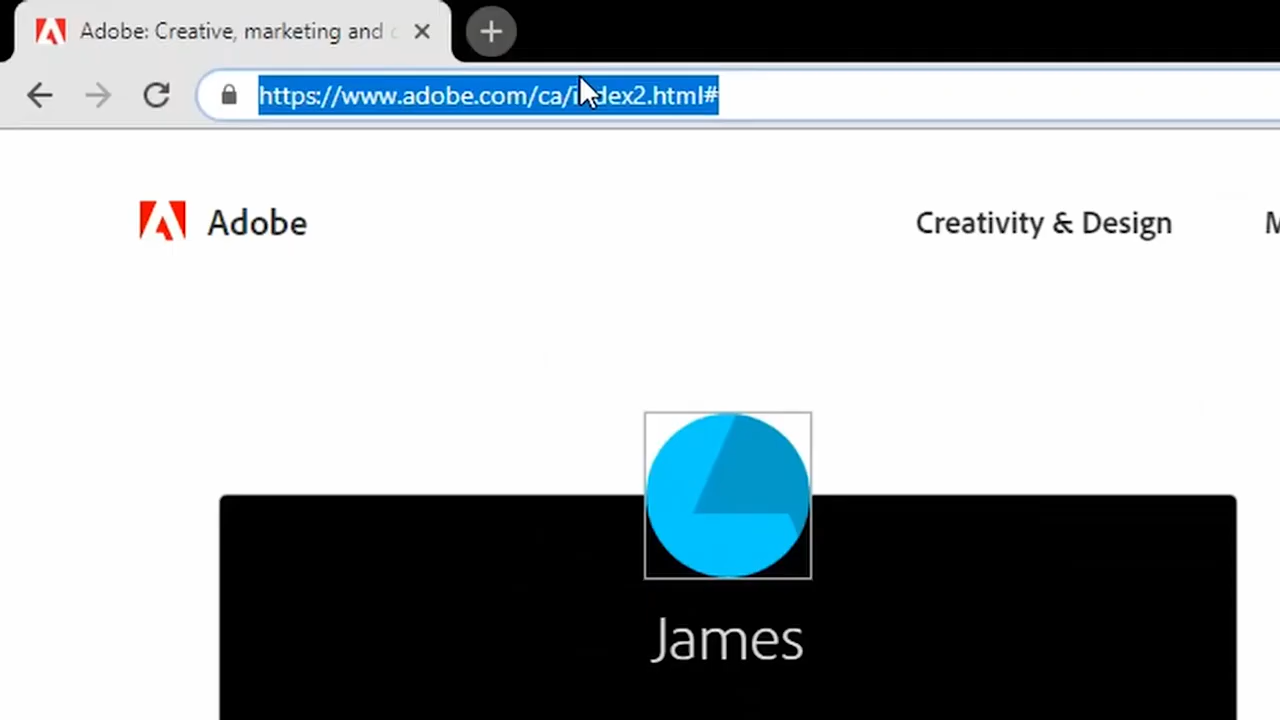 Adobe: Creative, marketing and
https://www.adobe.com/ca/index2.html#
Adobe
Creativity & Design
M
James